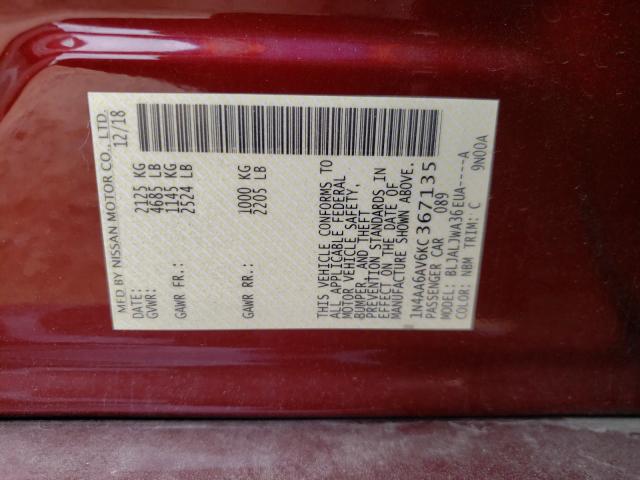 MFD BY NISSAN MOTOR CO., LTD.
DATE: 12/18
GVWR: 2125 KG
4685 LB
GAWR FR: 1145 KG
2524 LB
GAWR RR: 1000 KG
2205 LB
THIS VEHICLE CONFORMS TO
ALL APPLICABLE FEDERAL
MOTOR VEHICLE SAFETY,
BUMPER, AND THEFT
PREVENTION STANDARDS IN
EFFECT ON THE DATE OF
MANUFACTURE SHOWN ABOVE.
1N4AA6AV6KC367135
PASSENGER CAR 089
MODEL: BLJALJWA36EUA----A
COLOR: NBM TRIM: C 9N00A